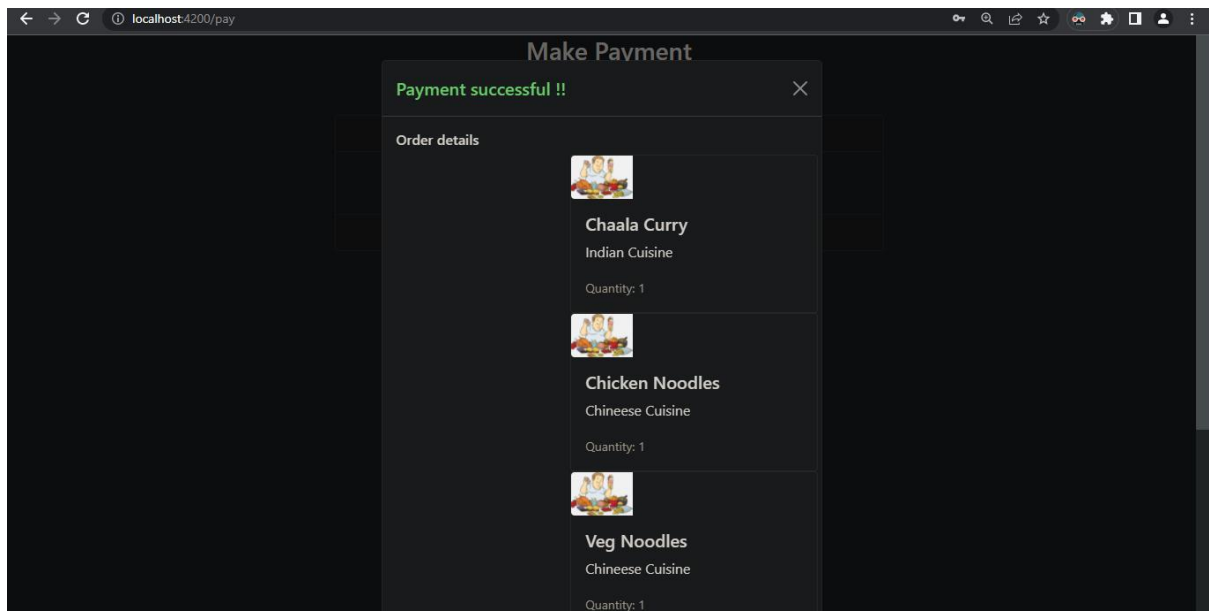 localhost:4200/pay
Make Payment
Payment successful !!
Order details
Chaala Curry
Indian Cuisine
Quantity: 1
Chicken Noodles
Chineese Cuisine
Quantity: 1
Veg Noodles
Chineese Cuisine
Quantity: 1